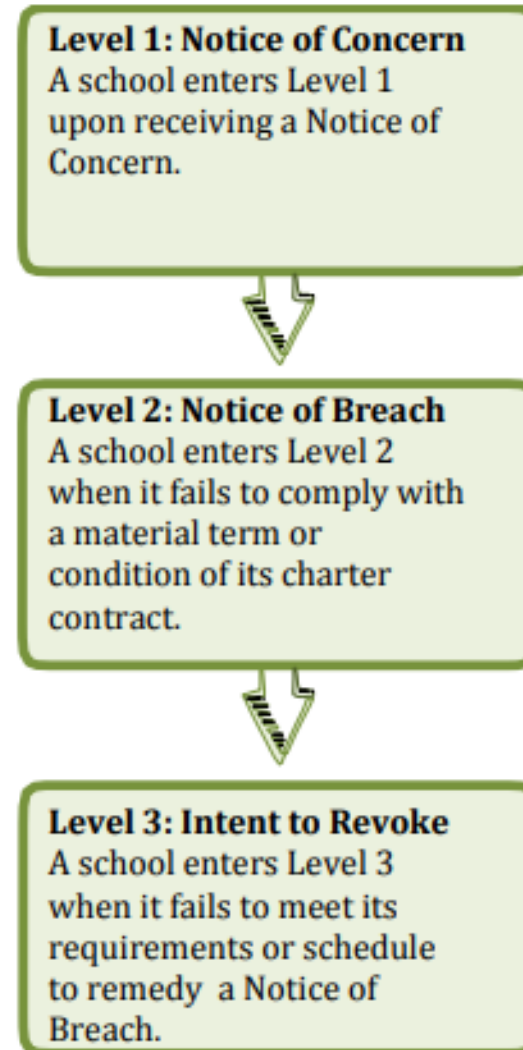 Level 1: Notice of Concern
A school enters Level 1
upon receiving a Notice of
Concern.
Level 2: Notice of Breach
A school enters Level 2
when it fails to comply with
a material term or
condition of its charter
contract.
Level 3: Intent to Revoke
A school enters Level 3
when it fails to meet its
requirements or schedule
to remedy  a Notice of
Breach.